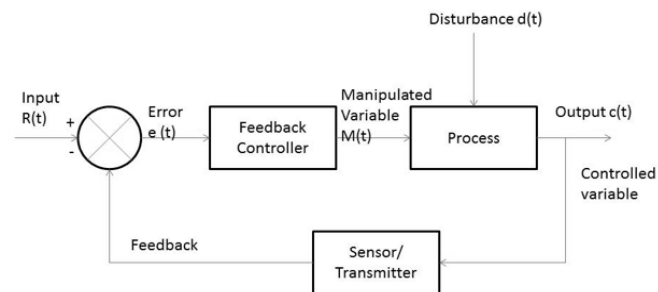 Disturbance d(t)
Input
R(t)
+
-
Error
e (t)
Feedback
Controller
Manipulated
Variable
M(t)
Process
Output c(t)
Controlled
variable
Feedback
Sensor/
Transmitter